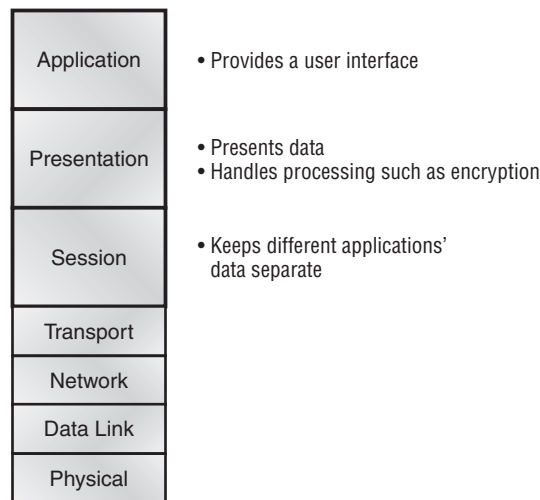 Application
• Provides a user interface
Presentation
• Presents data
• Handles processing such as encryption
Session
• Keeps different applications’
data separate
Transport
Network
Data Link
Physical